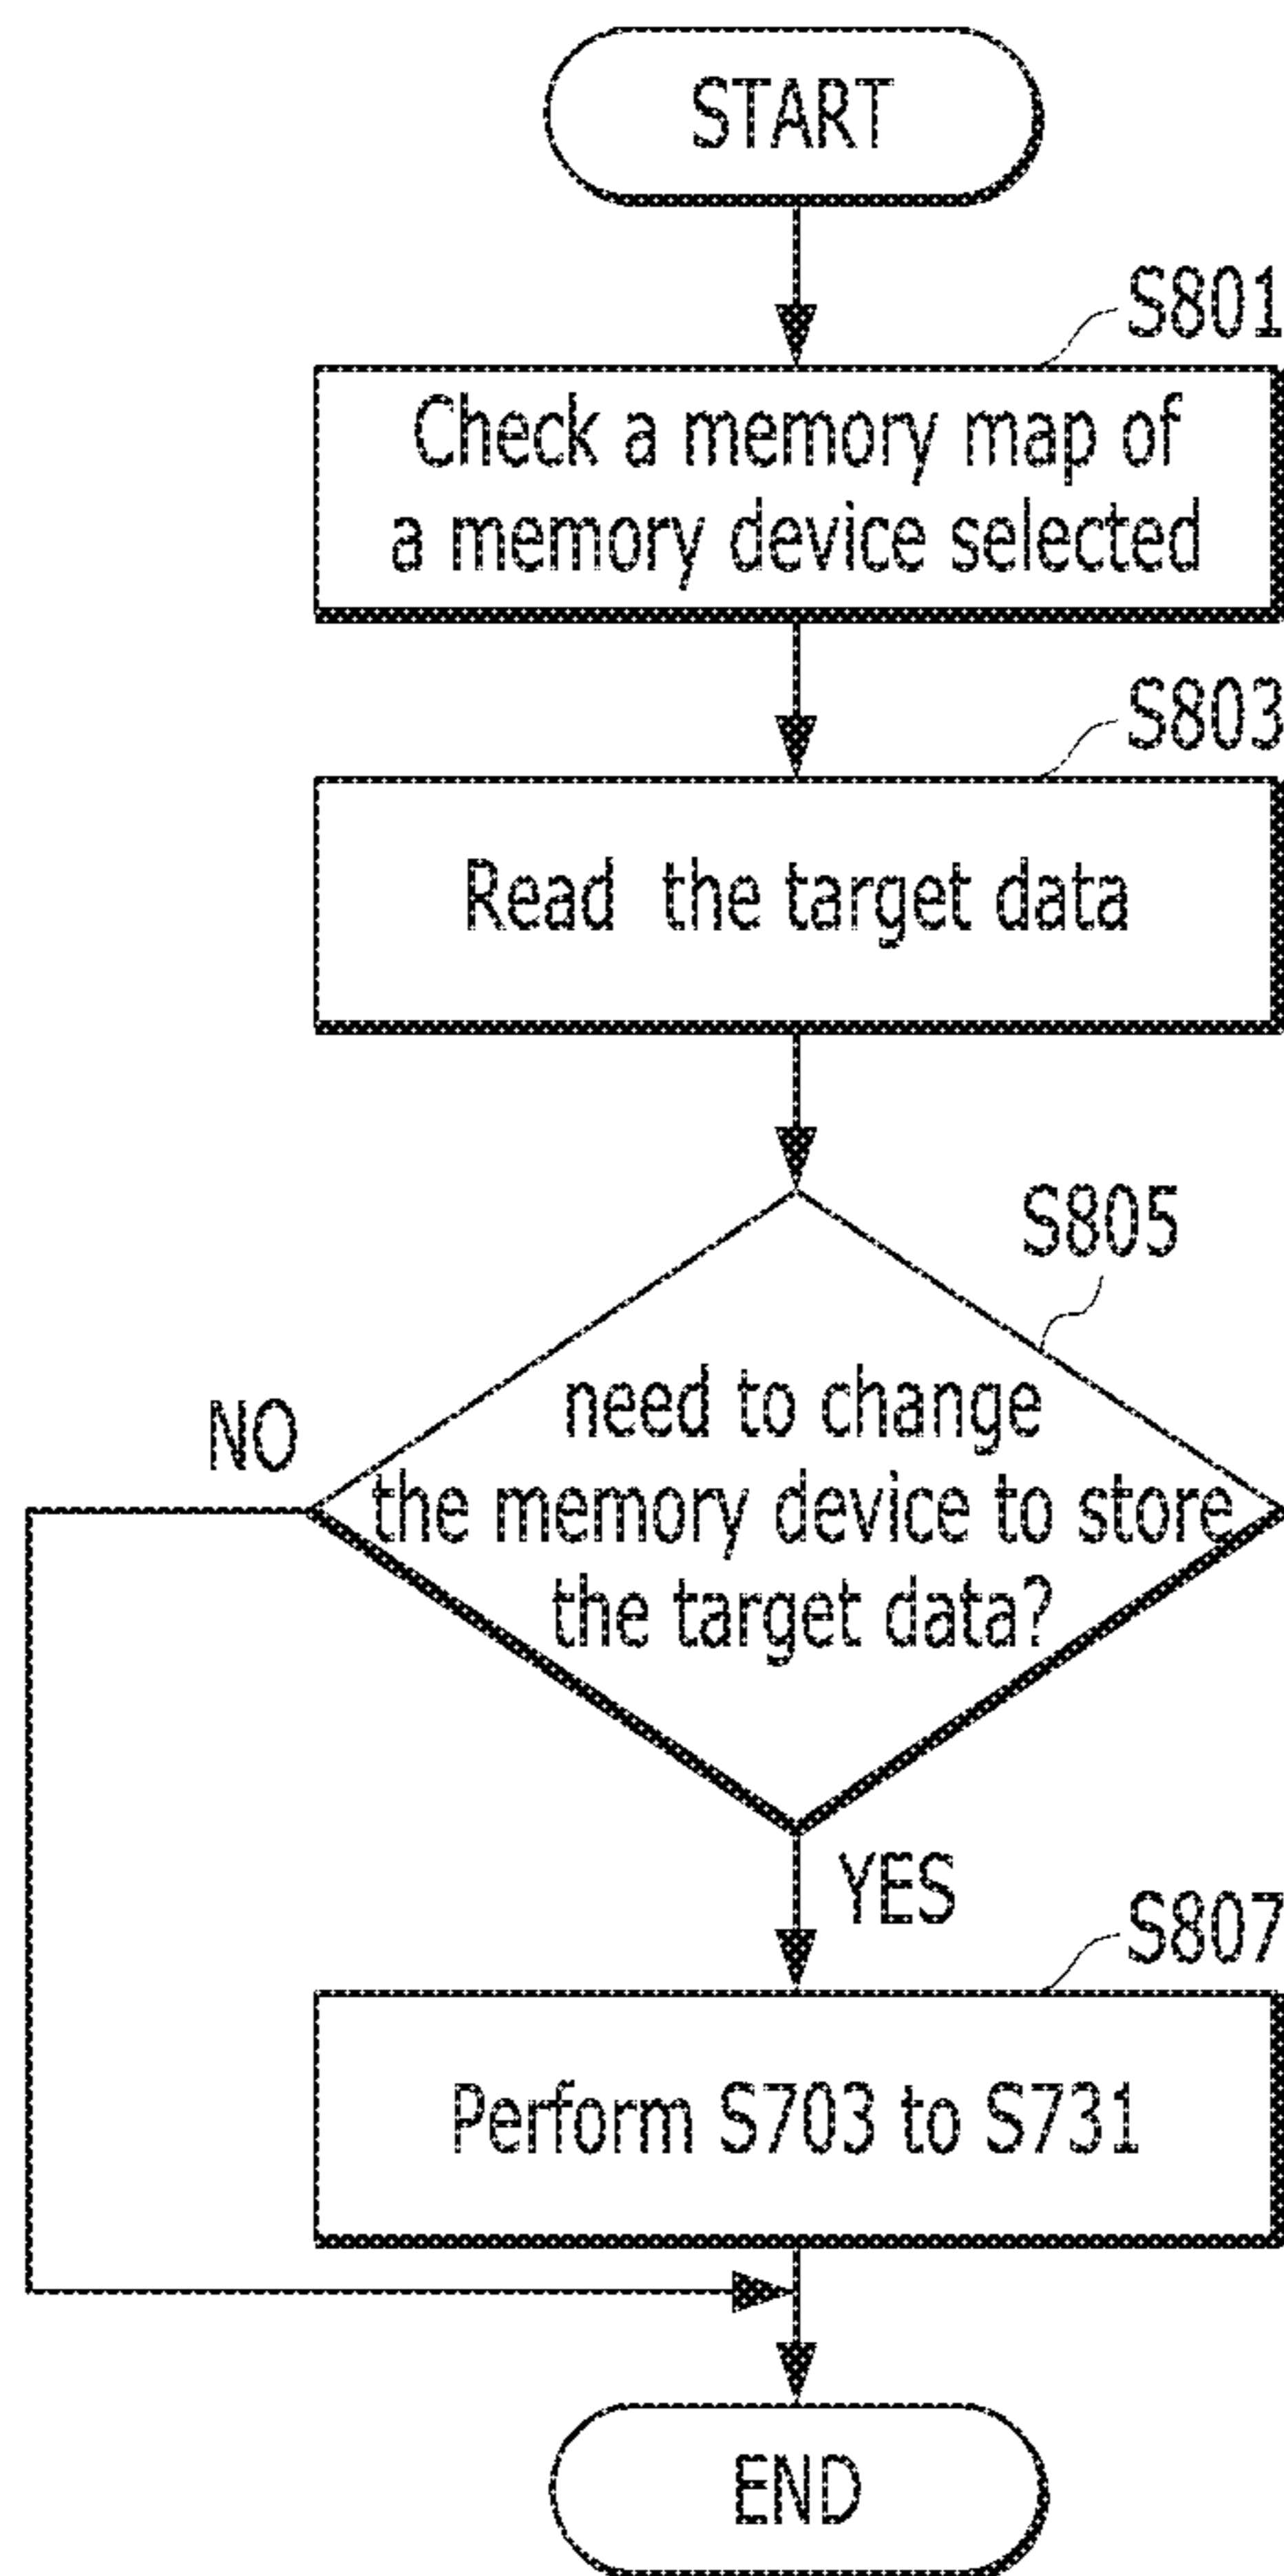 START
S801
Check a memory map of
a memory device selected
S803
Read the target data
S805
need to change
the memory device to store
the target data?
NO
YES
S807
Perform S703 to S731
END